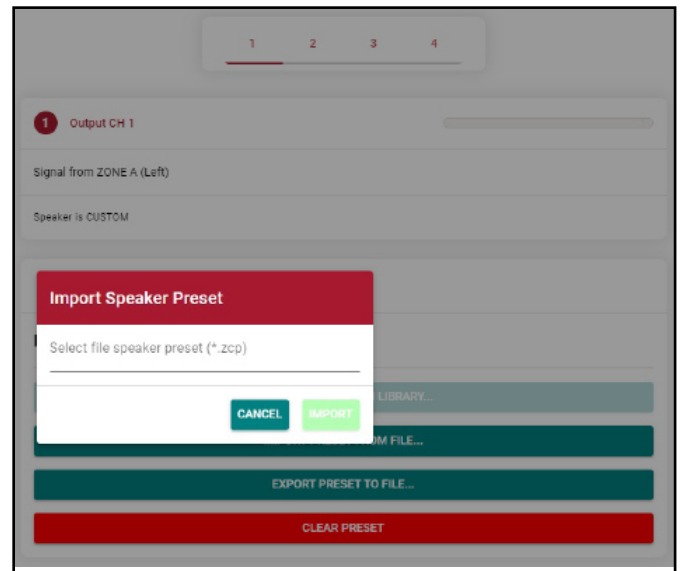 1 2 3 4
1 Output CH 1
Signal from ZONE A (Left)
Speaker is CUSTOM
Import Speaker Preset
Select file speaker preset (*.zcp)
LIBRARY...
CANCEL IMPORT
FILE...
EXPORT PRESET TO FILE...
CLEAR PRESET